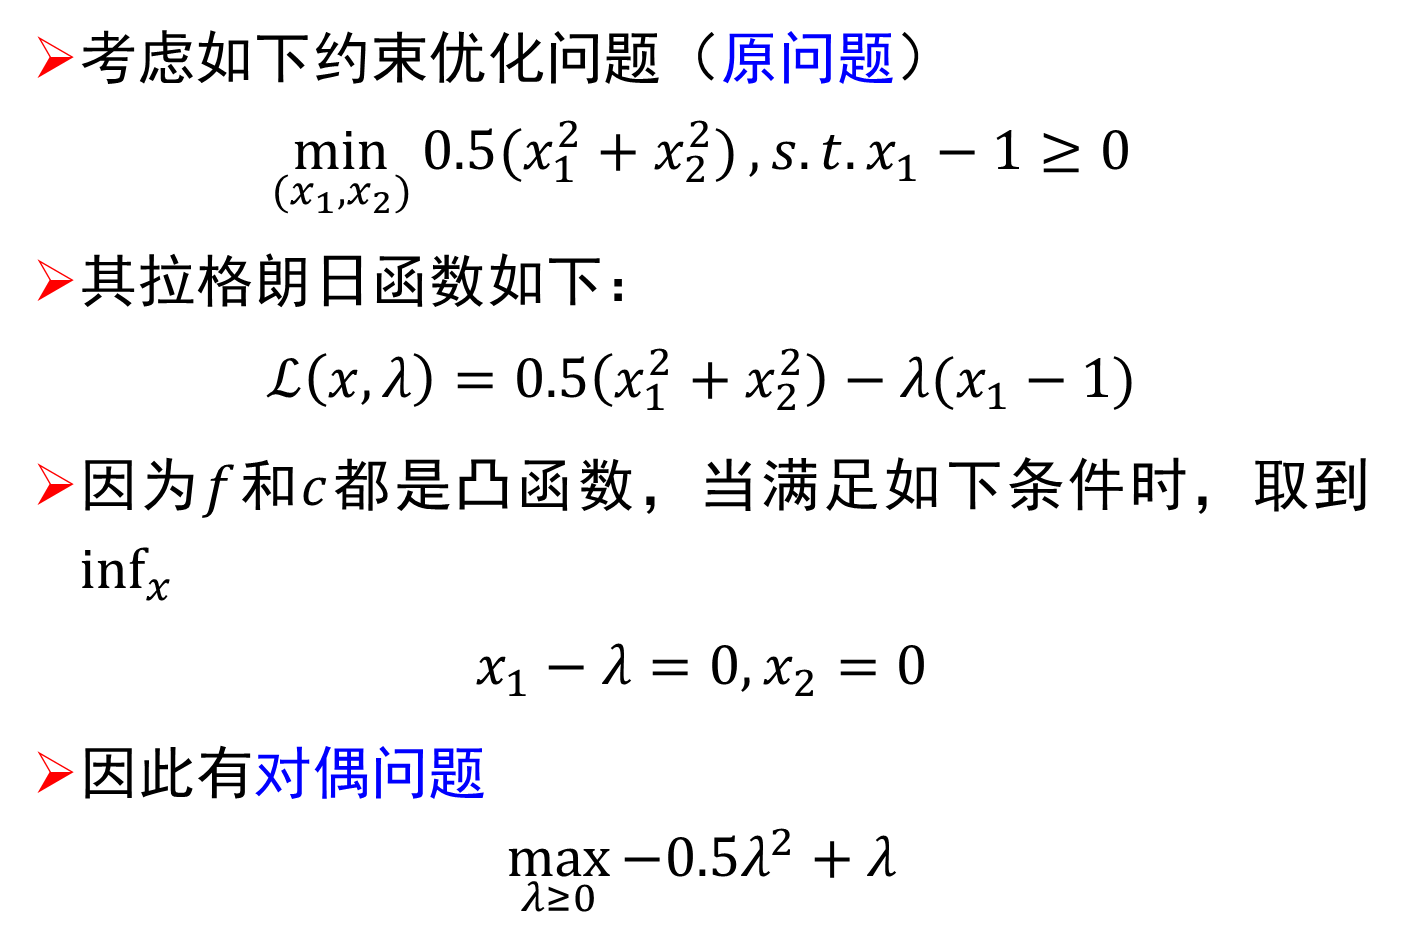 ➢考虑如下约束优化问题（原问题）
min_{(x₁,x₂)} 0.5(x₁² + x₂²) , s.t. x₁ − 1 ≥ 0
➢其拉格朗日函数如下：
ℒ(x, λ) = 0.5(x₁² + x₂²) − λ(x₁ − 1)
➢因为f和c都是凸函数，当满足如下条件时，取到
infₓ
x₁ − λ = 0, x₂ = 0
➢因此有对偶问题
max_{λ≥0} −0.5λ² + λ